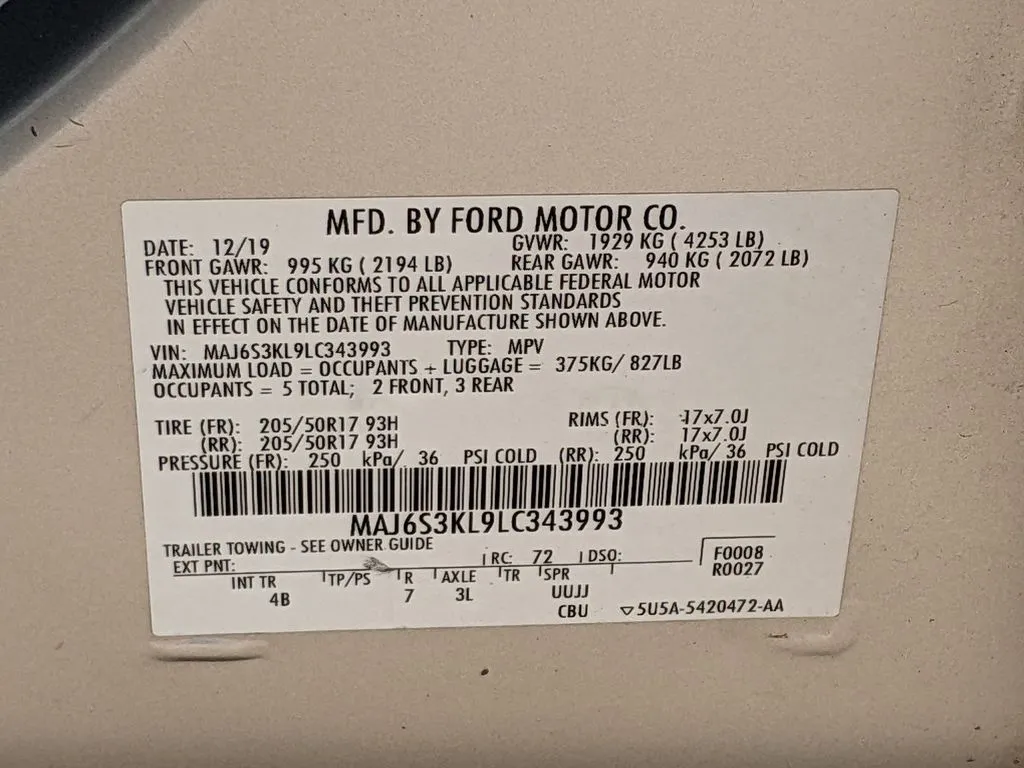 MFD. BY FORD MOTOR CO.
DATE: 12/19 GVWR: 1929 KG ( 4253 LB)
FRONT GAWR: 995 KG ( 2194 LB) REAR GAWR: 940 KG ( 2072 LB)
THIS VEHICLE CONFORMS TO ALL APPLICABLE FEDERAL MOTOR
VEHICLE SAFETY AND THEFT PREVENTION STANDARDS
IN EFFECT ON THE DATE OF MANUFACTURE SHOWN ABOVE.
VIN: MAJ6S3KL9LC343993 TYPE: MPV
MAXIMUM LOAD = OCCUPANTS + LUGGAGE = 375KG/ 827LB
OCCUPANTS = 5 TOTAL; 2 FRONT, 3 REAR
TIRE (FR): 205/50R17 93H RIMS (FR): 17x7.0J
(RR): 205/50R17 93H (RR): 17x7.0J
PRESSURE (FR): 250 kPa/ 36 PSI COLD (RR): 250 kPa/ 36 PSI COLD
MAJ6S3KL9LC343993
TRAILER TOWING - SEE OWNER GUIDE
EXT PNT: RC: 72 DSO: F0008
R0027
INT TR TP/PS R AXLE TR SPR
4B 7 3L UUJJ
CBU ▽5U5A-5420472-AA